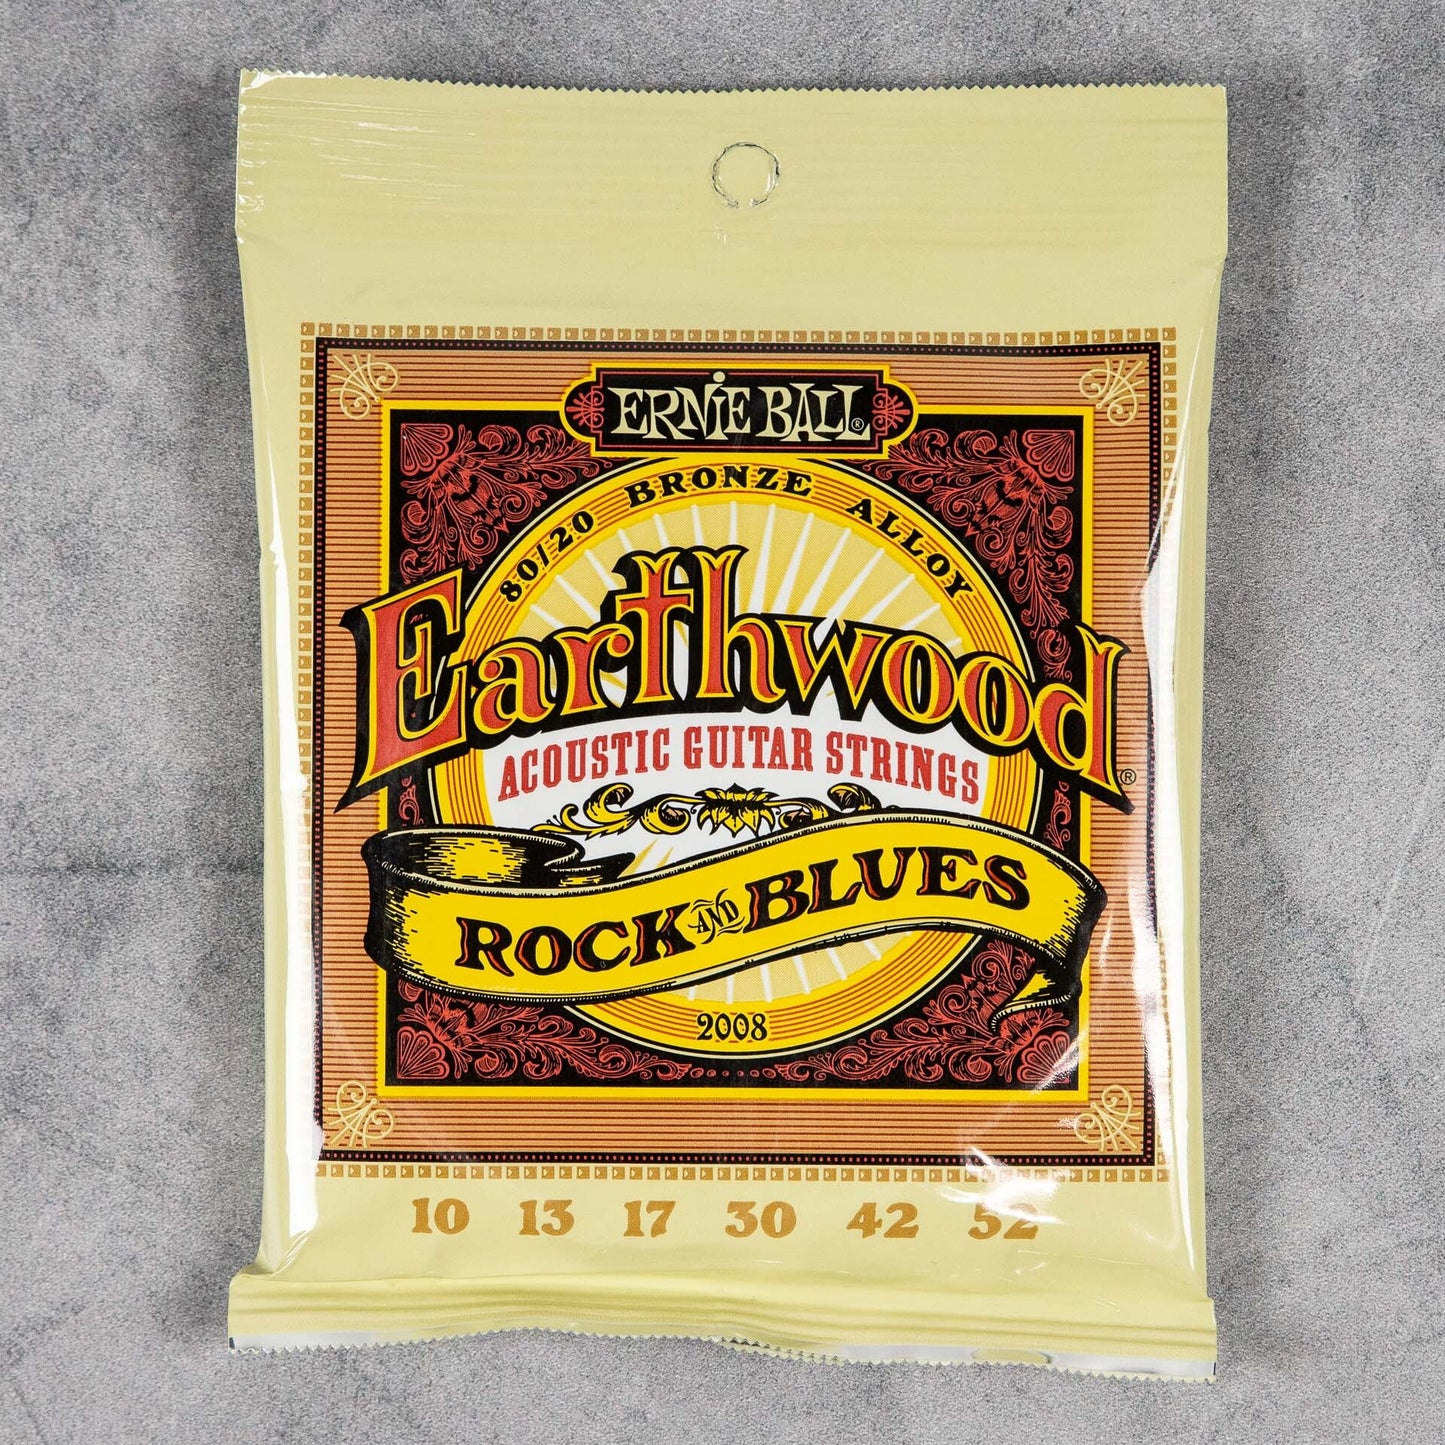 ERNIE BALL®
80/20 BRONZE ALLOY
Earthwood®
ACOUSTIC GUITAR STRINGS
ROCK AND BLUES
2008
10 13 17 30 42 52